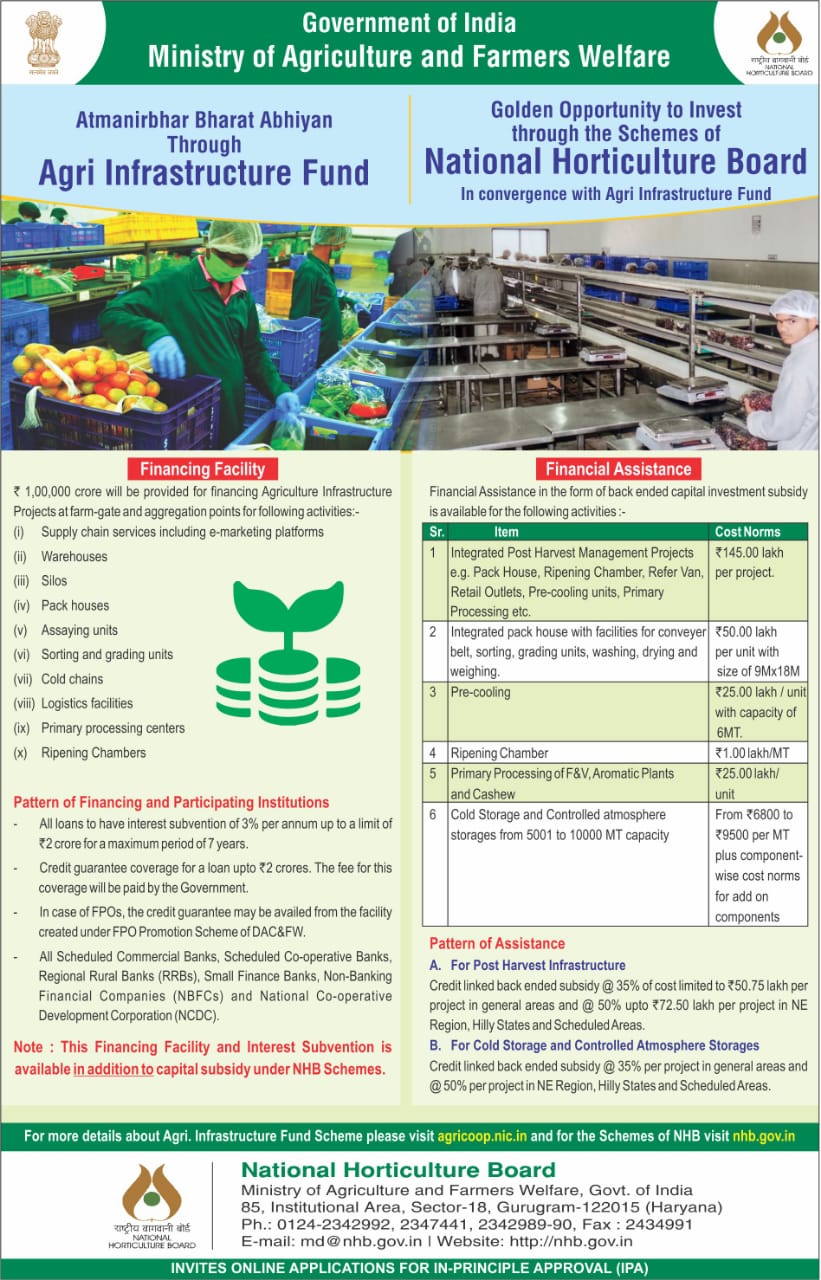 Government of India
Ministry of Agriculture and Farmers Welfare
सत्यमेव जयते
राष्ट्रीय बागवानी बोर्ड
NATIONAL
HORTICULTURE BOARD
Atmanirbhar Bharat Abhiyan
Through
Agri Infrastructure Fund
Golden Opportunity to Invest
through the Schemes of
National Horticulture Board
In convergence with Agri Infrastructure Fund
Financing Facility
₹ 1,00,000 crore will be provided for financing Agriculture Infrastructure
Projects at farm-gate and aggregation points for following activities:-
(i) Supply chain services including e-marketing platforms
(ii) Warehouses
(iii) Silos
(iv) Pack houses
(v) Assaying units
(vi) Sorting and grading units
(vii) Cold chains
(viii) Logistics facilities
(ix) Primary processing centers
(x) Ripening Chambers
Pattern of Financing and Participating Institutions
- All loans to have interest subvention of 3% per annum up to a limit of
₹2 crore for a maximum period of 7 years.
- Credit guarantee coverage for a loan upto ₹2 crores. The fee for this
coverage will be paid by the Government.
- In case of FPOs, the credit guarantee may be availed from the facility
created under FPO Promotion Scheme of DAC&FW.
- All Scheduled Commercial Banks, Scheduled Co-operative Banks,
Regional Rural Banks (RRBs), Small Finance Banks, Non-Banking
Financial Companies (NBFCs) and National Co-operative
Development Corporation (NCDC).
Note : This Financing Facility and Interest Subvention is
available in addition to capital subsidy under NHB Schemes.
Financial Assistance
Financial Assistance in the form of back ended capital investment subsidy
is available for the following activities :-
Sr. Item Cost Norms
1 Integrated Post Harvest Management Projects ₹145.00 lakh
e.g. Pack House, Ripening Chamber, Refer Van, per project.
Retail Outlets, Pre-cooling units, Primary
Processing etc.
2 Integrated pack house with facilities for conveyer ₹50.00 lakh
belt, sorting, grading units, washing, drying and per unit with
weighing. size of 9Mx18M
3 Pre-cooling ₹25.00 lakh / unit
with capacity of
6MT.
4 Ripening Chamber ₹1.00 lakh/MT
5 Primary Processing of F&V, Aromatic Plants ₹25.00 lakh/
and Cashew unit
6 Cold Storage and Controlled atmosphere From ₹6800 to
storages from 5001 to 10000 MT capacity ₹9500 per MT
plus component-
wise cost norms
for add on
components
Pattern of Assistance
A. For Post Harvest Infrastructure
Credit linked back ended subsidy @ 35% of cost limited to ₹50.75 lakh per
project in general areas and @ 50% upto ₹72.50 lakh per project in NE
Region, Hilly States and Scheduled Areas.
B. For Cold Storage and Controlled Atmosphere Storages
Credit linked back ended subsidy @ 35% per project in general areas and
@ 50% per project in NE Region, Hilly States and Scheduled Areas.
For more details about Agri. Infrastructure Fund Scheme please visit agricoop.nic.in and for the Schemes of NHB visit nhb.gov.in
राष्ट्रीय बागवानी बोर्ड
NATIONAL
HORTICULTURE BOARD
National Horticulture Board
Ministry of Agriculture and Farmers Welfare, Govt. of India
85, Institutional Area, Sector-18, Gurugram-122015 (Haryana)
Ph.: 0124-2342992, 2347441, 2342989-90, Fax : 2434991
E-mail: md@nhb.gov.in | Website: http://nhb.gov.in
INVITES ONLINE APPLICATIONS FOR IN-PRINCIPLE APPROVAL (IPA)